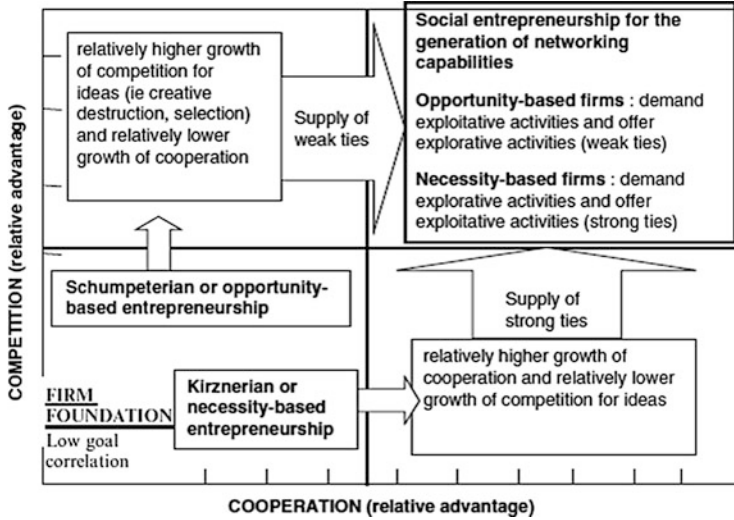 COMPETITION (relative advantage)
relatively higher growth
of competition for
ideas (ie creative
destruction, selection)
and relatively lower
growth of cooperation
Supply of
weak ties
Social entrepreneurship for the
generation of networking
capabilities
Opportunity-based firms : demand
exploitative activities and offer
explorative activities (weak ties)
Necessity-based firms : demand
explorative activities and offer
exploitative activities (strong ties)
Schumpeterian or opportunity-
based entrepreneurship
Supply of
strong ties
FIRM
FOUNDATION
Low goal
correlation
Kirznerian or
necessity-based
entrepreneurship
relatively higher growth of
cooperation and relatively lower
growth of competition for ideas
COOPERATION (relative advantage)